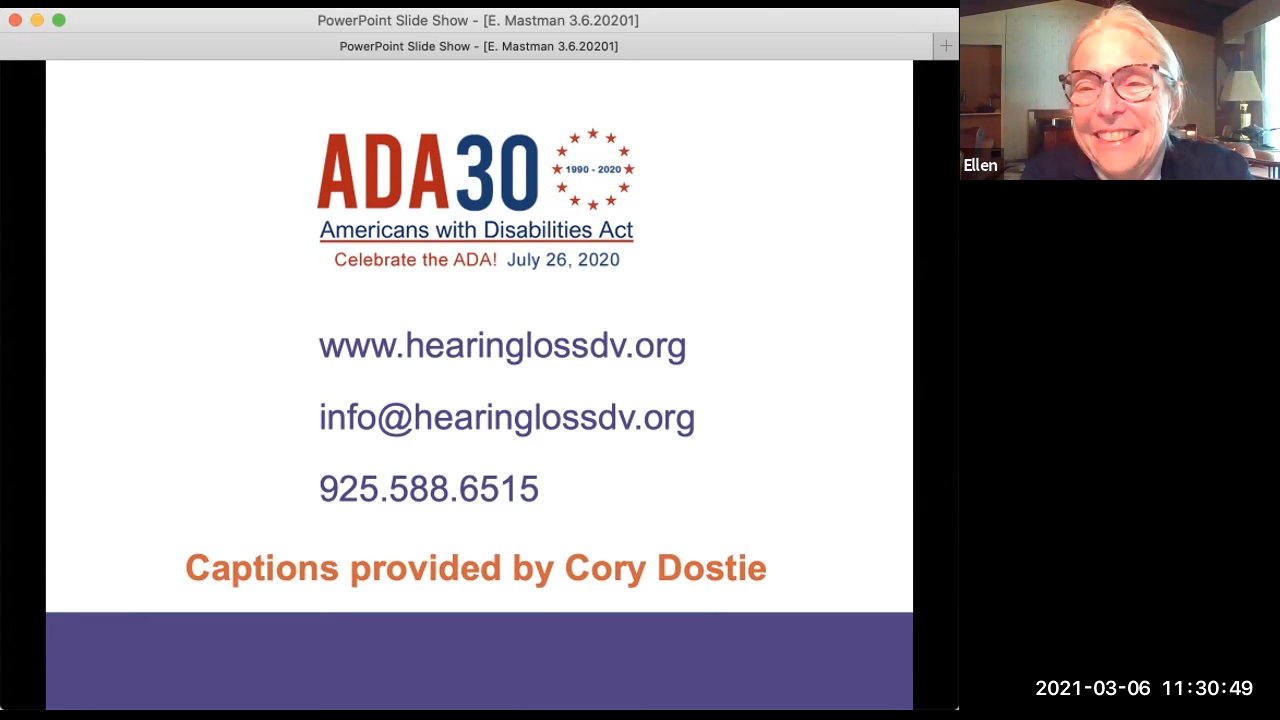 PowerPoint Slide Show - [E. Mastman 3.6.20201]
PowerPoint Slide Show - [E. Mastman 3.6.20201]
ADA30
1990 - 2020
Americans with Disabilities Act
Celebrate the ADA! July 26, 2020
www.hearinglossdv.org
info@hearinglossdv.org
925.588.6515
Captions provided by Cory Dostie
Ellen
2021-03-06 11:30:49